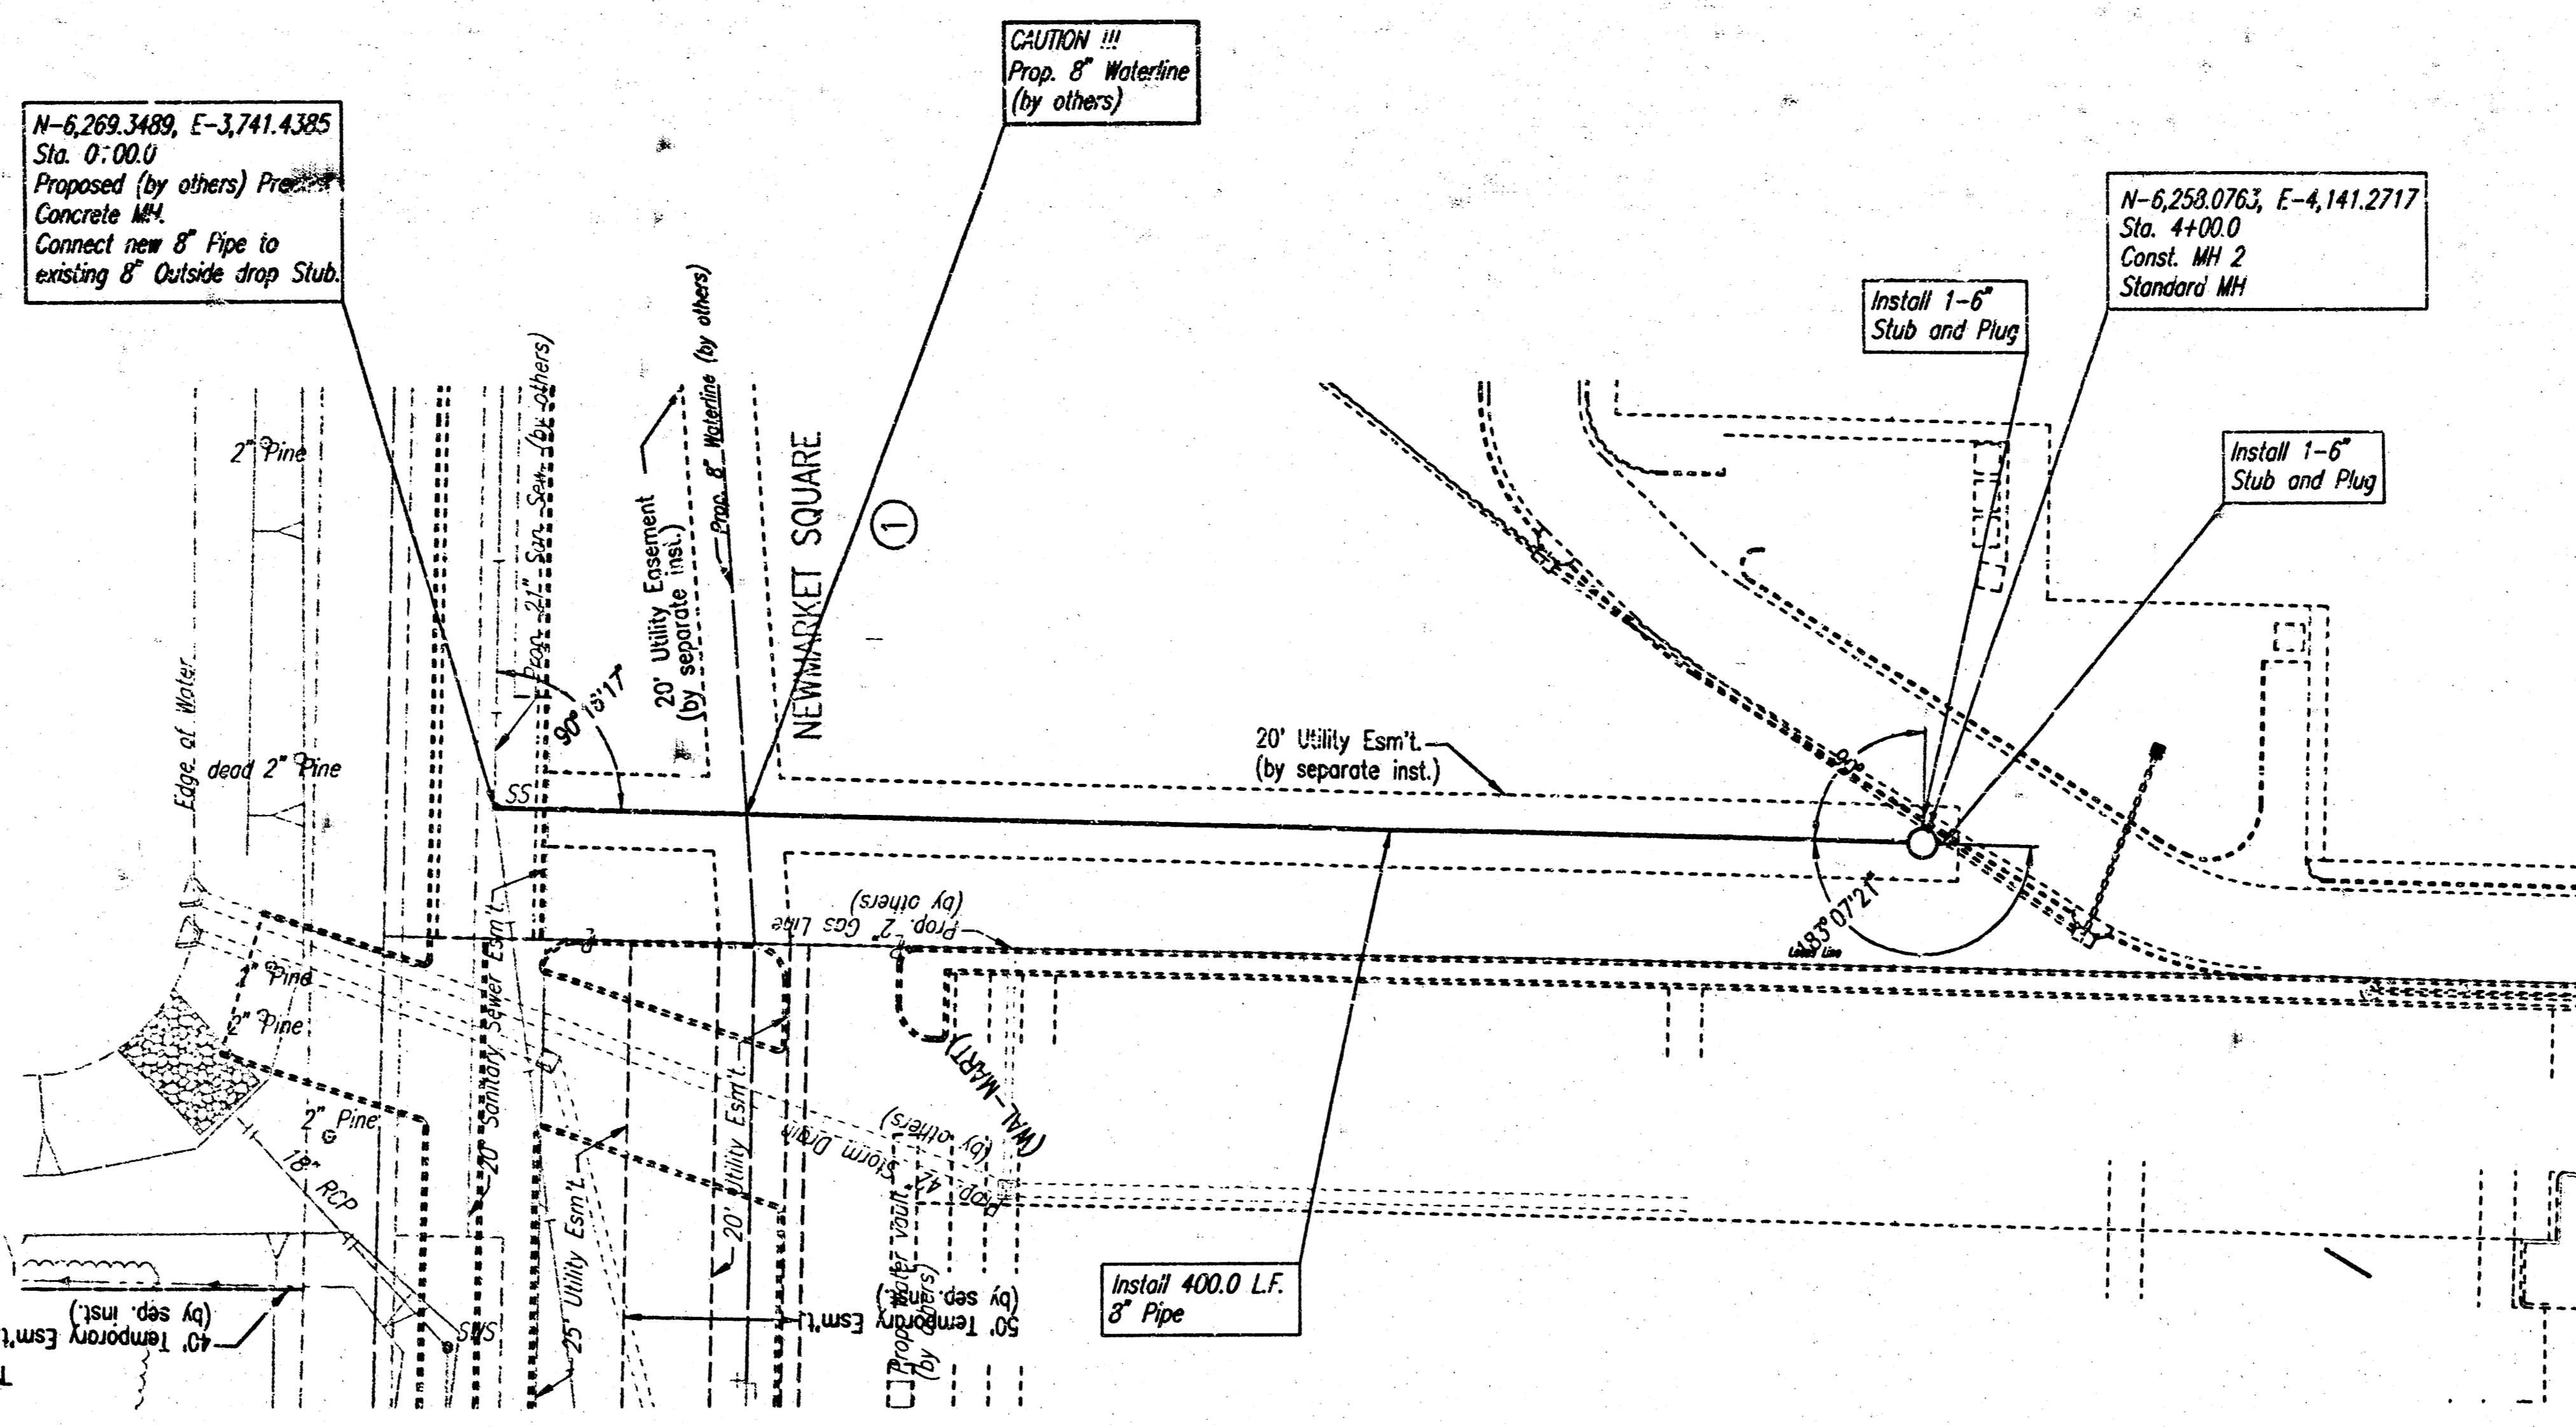 CAUTION !!!
Prop. 8" Waterline
(by others)
N-6,269.3489, E-3,741.4385
Sta. 0+00.0
Proposed (by others)
Concrete MH.
Connect new 8" Pipe to
existing 8" Outside drop Stub.
N-6,258.0763, E-4,141.2717
Sta. 4+00.0
Const. MH 2
Standard MH
Install 1-6"
Stub and Plug
Install 1-6"
Stub and Plug
2" Pine
Prop. 21" San. Sew. (by others)
20' Utility Easement
(by separate inst.)
Prop. 8" Waterline (by others)
NEWMARKET SQUARE
1
Edge of Water
dead 2" Pine
SS
20' Utility Esm't.
(by separate inst.)
90°
183°07'21"
Prop. 2" Gas Line
(by others)
2" Pine
2" Pine
2" Pine
18" RCP
20' Sanitary Sewer Esm't.
25' Utility Esm't.
20' Utility Esm't.
Prop. 42" Storm Drain
(by others)
(WAL-MART)
Prop. Water Vault
(by others)
50' Temporary Esm't.
(by sep. inst.)
40' Temporary Esm't.
(by sep. inst.)
Install 400.0 L.F.
8" Pipe